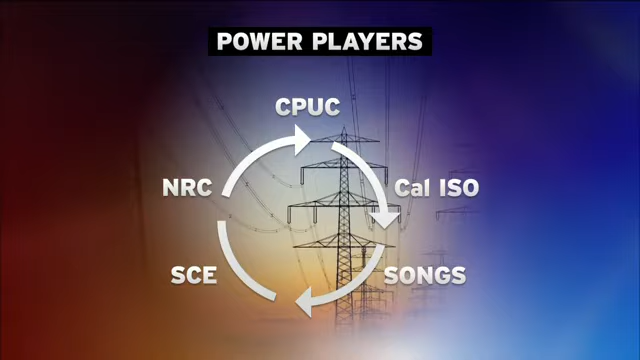 POWER PLAYERS
CPUC
NRC
Cal ISO
SCE
SONGS